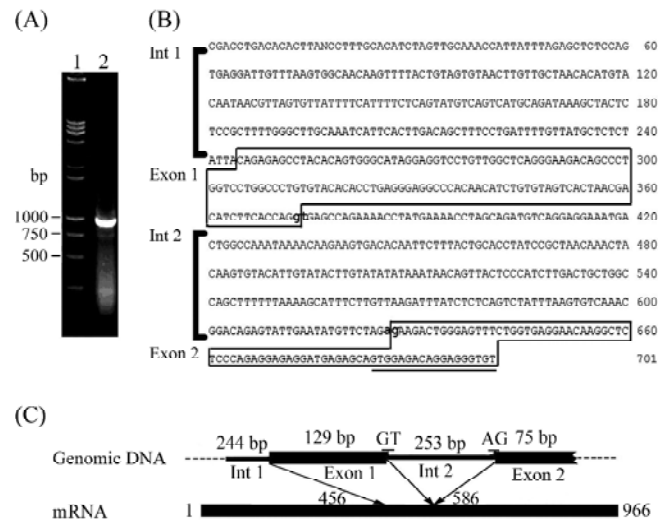 (A)
1 2
bp
1000
750
500
(B)
Int 1
CGACCTGACACACTTANCCTTTGCACATCTAGTTGCAAACCATTATTTAGAGCTCTCCAG 60
TGAGGATTGTTTAAGTGGCAACAAGTTTTACTGTAGTGTAACTTGTTGCTAACACATGTA 120
CAATAACGTTAGTGTTATTTTCATTTTCTCAGTATGTCAGTCATGCAGATAAAGCTACTC 180
TCCGCTTTTGGGCTTGCAAATCATTCACTTGACAGCTTTCCTGATTTTGTTATGCTCTCT 240
ATTACAGAGAGCCTACACAGTGGGCATAGGAGGTCCTGTTGGCTCAGGGAAGACAGCCCT 300
Exon 1
GGTCCTGGCCCTGTGTACACACCTGAGGGAGGCCCACAACATCTGTGTAGTCACTAACGA 360
CATCTTCACCAGgtGAGCCAGAAAACCTATGAAAACCTAGCAGATGTCAGGAGGAAATGA 420
Int 2
CTGGCCAAATAAAACAAGAAGTGACACAATTCTTTACTGCACCTATCCGCTAACAAACTA 480
CAAGTGTACATTGTATACTTGTATATATAAATAACAGTTACTCCCATCTTGACTGCTGGC 540
CAGCTTTTTAAAAGCATTTCTTGTTAAGATTTATCTCTCAGTCTATTTAAGTGTCAAAC 600
GGACAGAGTATTGAATATGTTCTAGagAAGACTGGGAGTTTCTGGTGAGGAACAAGGCTC 660
Exon 2
TCCCAGAGGAGAGGATGAGAGCAGTGGAGACAGGAGGGTGT 701
(C)
244 bp 129 bp GT 253 bp AG 75 bp
Genomic DNA
Int 1 Exon 1 Int 2 Exon 2
456 586
mRNA 1 966